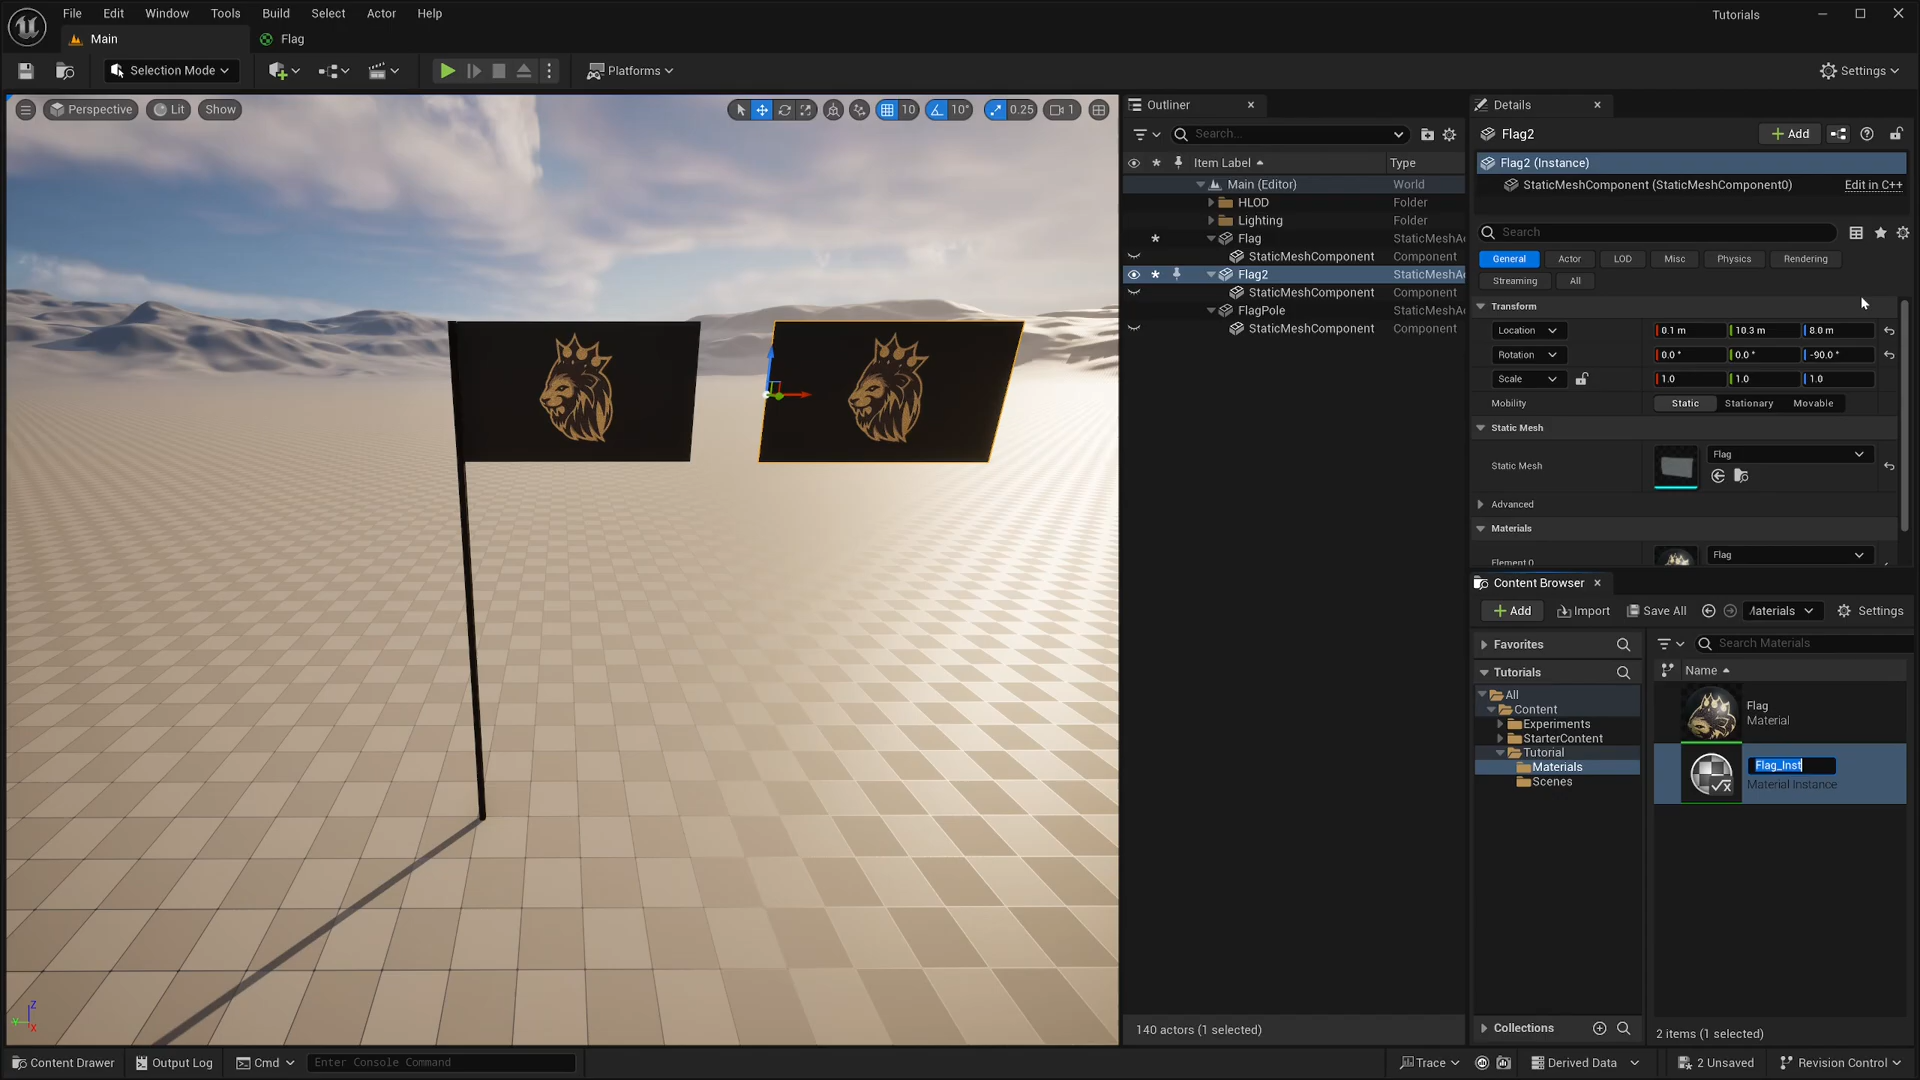 File Edit Window Tools Build Select Actor Help
Tutorials
Main
Flag
Selection Mode
Platforms
Settings
Perspective
Lit
Show
10
10°
0.25
1
Outliner
Search...
Item Label
Type
Main (Editor) World
HLOD Folder
Lighting Folder
Flag StaticMeshA
StaticMeshComponent Component
Flag2 StaticMeshA
StaticMeshComponent Component
FlagPole StaticMeshA
StaticMeshComponent Component
140 actors (1 selected)
Details
Flag2
Add
Flag2 (Instance)
StaticMeshComponent (StaticMeshComponent0) Edit in C++
Search
General Actor LOD Misc Physics Rendering
Streaming All
Transform
Location 0.1 m 10.3 m 8.0 m
Rotation 0.0 ° 0.0 ° -90.0 °
Scale 1.0 1.0 1.0
Mobility Static Stationary Movable
Static Mesh
Static Mesh Flag
Advanced
Materials
Element 0 Flag
Content Browser
Add Import Save All Materials Settings
Favorites
Search Materials
Tutorials
Name
All
Content
Experiments
StarterContent
Tutorial
Materials
Scenes
Flag
Material
Flag_Inst
Material Instance
Collections
2 items (1 selected)
Content Drawer Output Log Cmd Enter Console Command
Trace Derived Data 2 Unsaved Revision Control
Z
Y
X